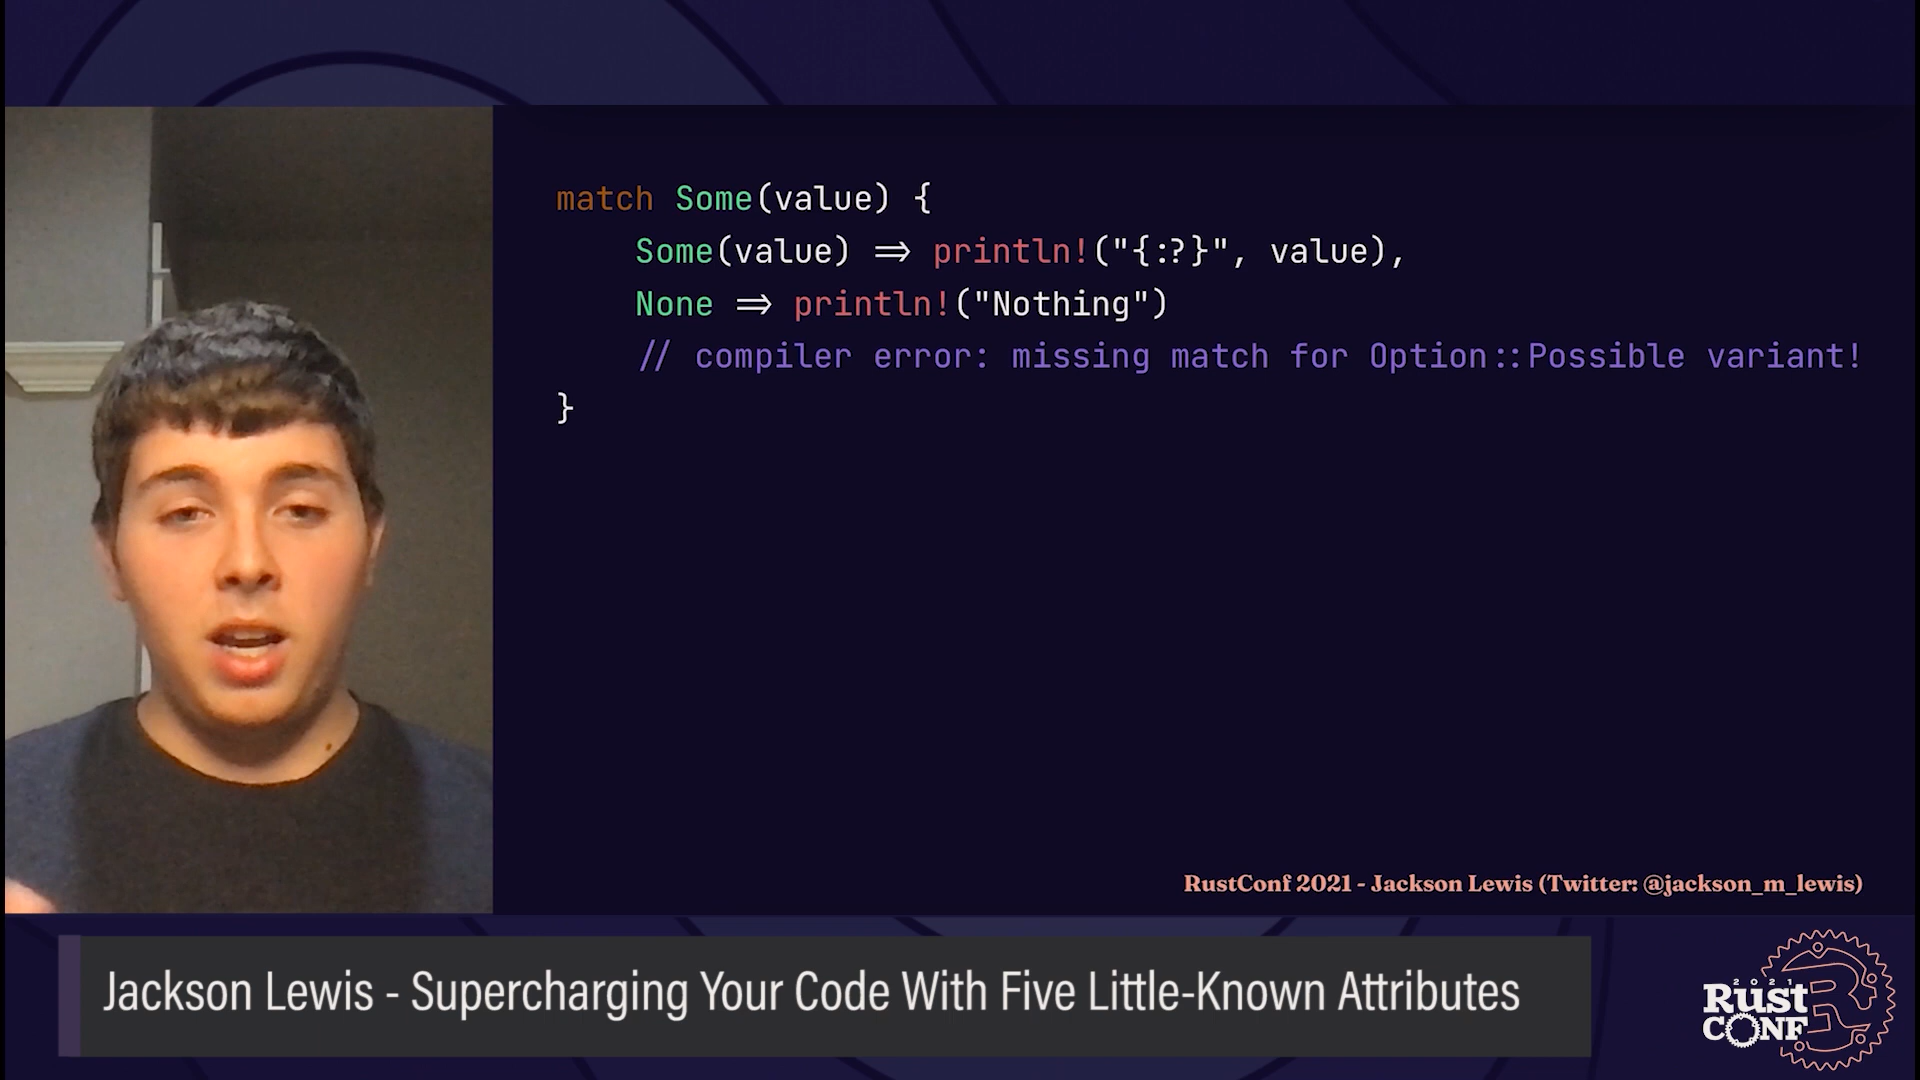 match Some(value) {
    Some(value) => println!("{:?}", value),
    None => println!("Nothing")
    // compiler error: missing match for Option::Possible variant!
}
RustConf 2021 - Jackson Lewis (Twitter: @jackson_m_lewis)
Jackson Lewis - Supercharging Your Code With Five Little-Known Attributes
2021
Rust
CONF
R